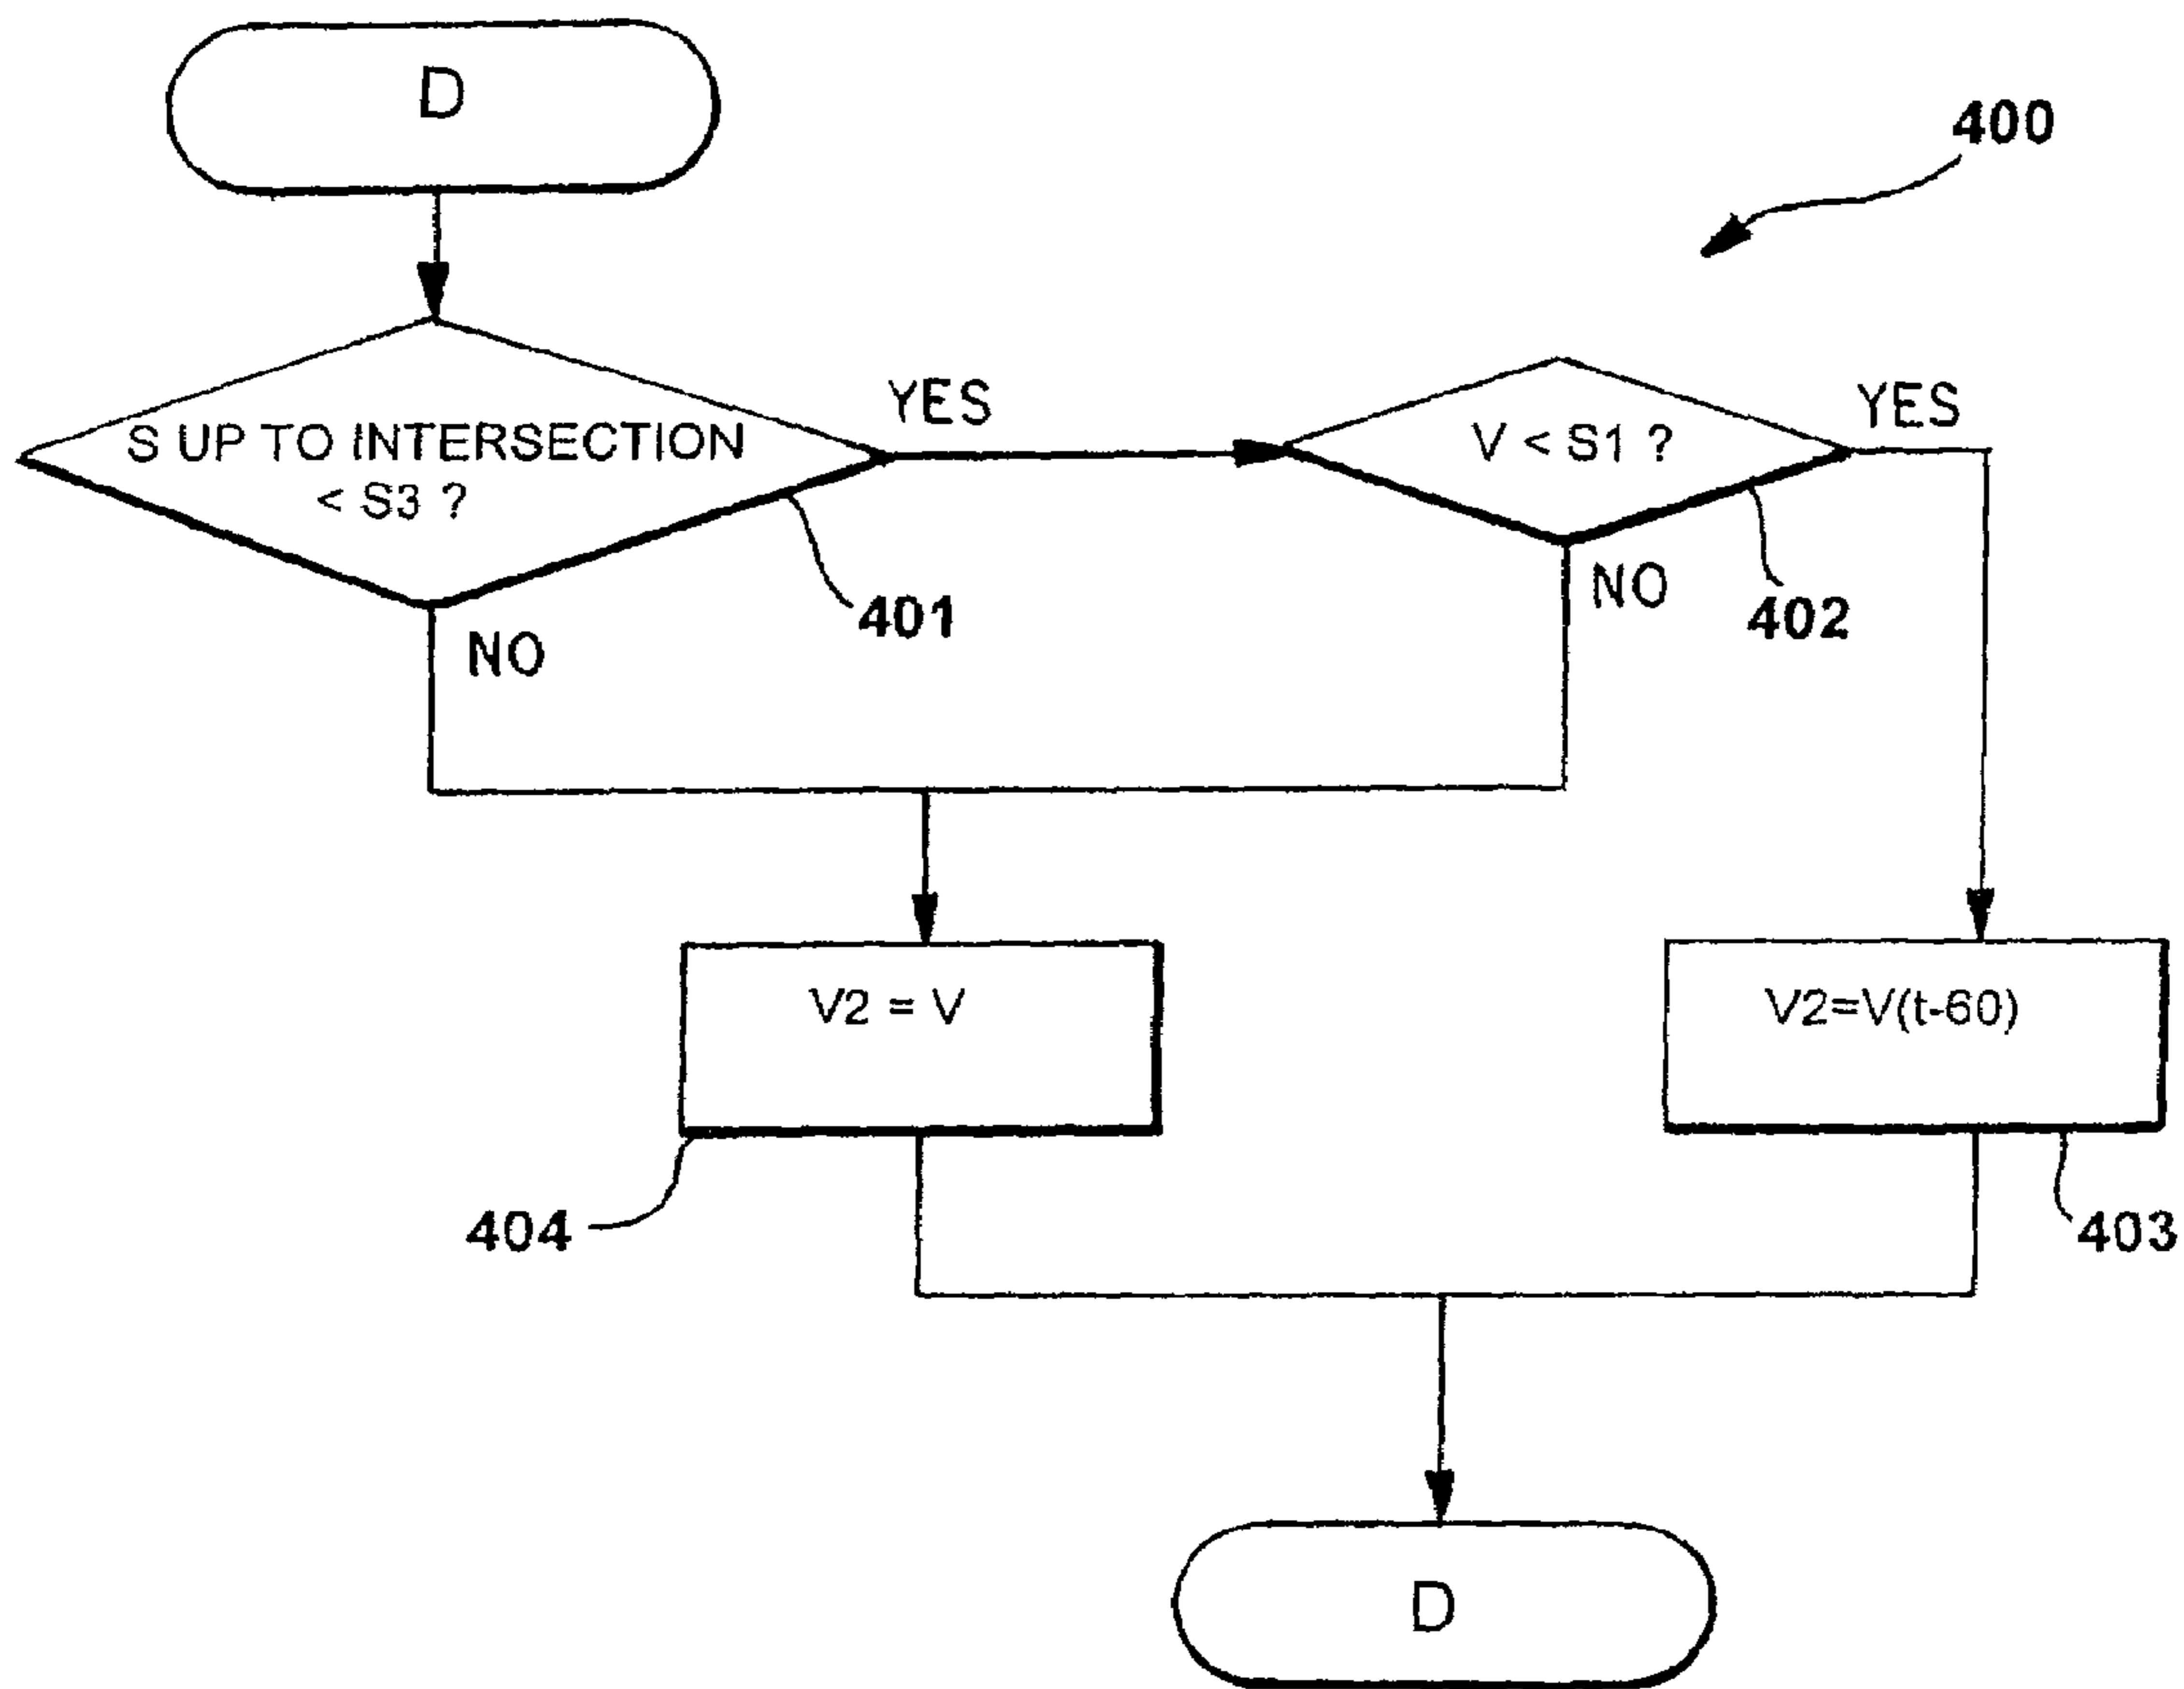 D
400
YES
YES
S UP TO INTERSECTION
< S3 ?
V < S1 ?
NO
401
402
NO
V2 = V
V2=V(t-60)
404
403
D